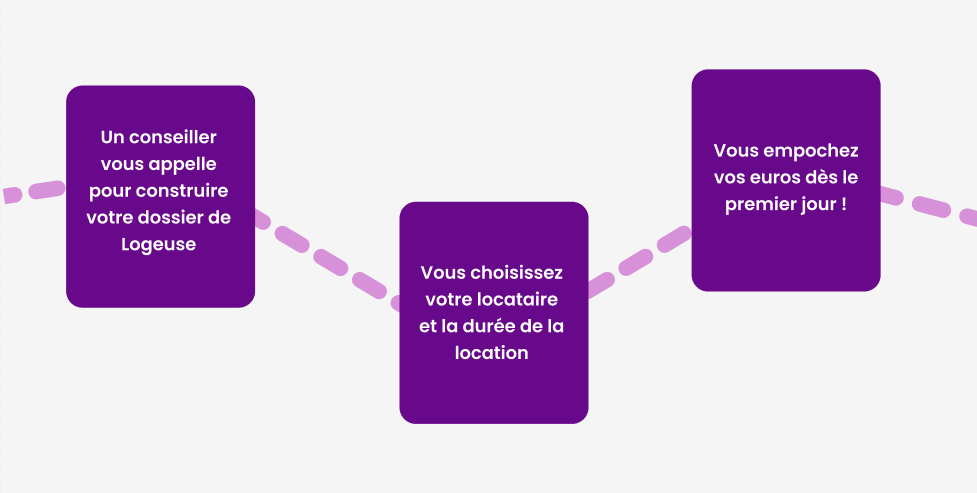 Un conseiller
vous appelle
pour construire
votre dossier de
Logeuse
Vous choisissez
votre locataire
et la durée de la
location
Vous empochez
vos euros dès le
premier jour !